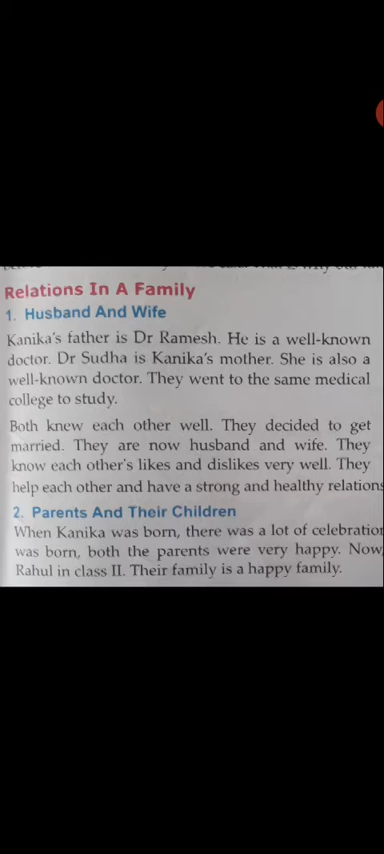 Relations In A Family
1. Husband And Wife
Kanika's father is Dr Ramesh. He is a well-known
doctor. Dr Sudha is Kanika's mother. She is also a
well-known doctor. They went to the same medical
college to study.
Both knew each other well. They decided to get
married. They are now husband and wife. They
know each other's likes and dislikes very well. They
help each other and have a strong and healthy relations
2. Parents And Their Children
When Kanika was born, there was a lot of celebration
was born, both the parents were very happy. Now
Rahul in class II. Their family is a happy family.